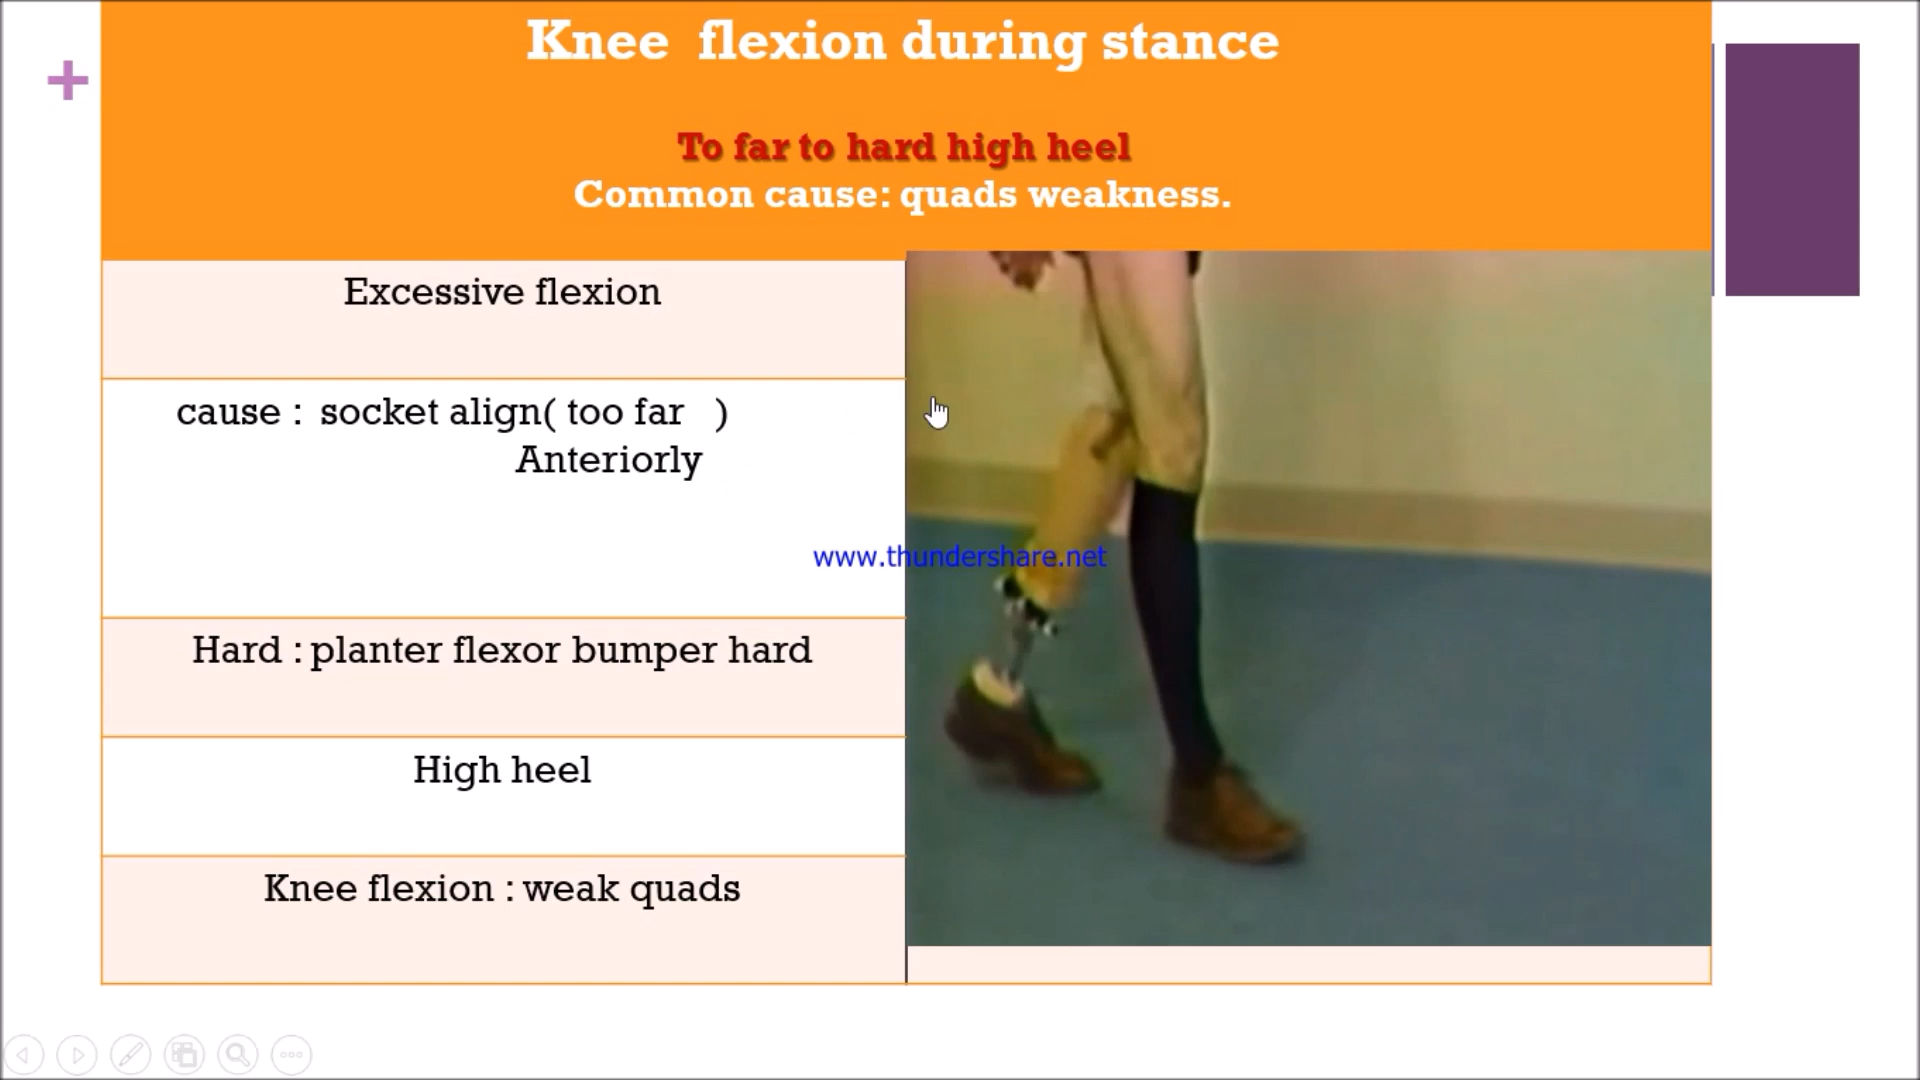 Knee flexion during stance
To far to hard high heel
Common cause: quads weakness.
Excessive flexion
cause : socket align( too far )
Anteriorly
www.thundershare.net
Hard : planter flexor bumper hard
High heel
Knee flexion : weak quads